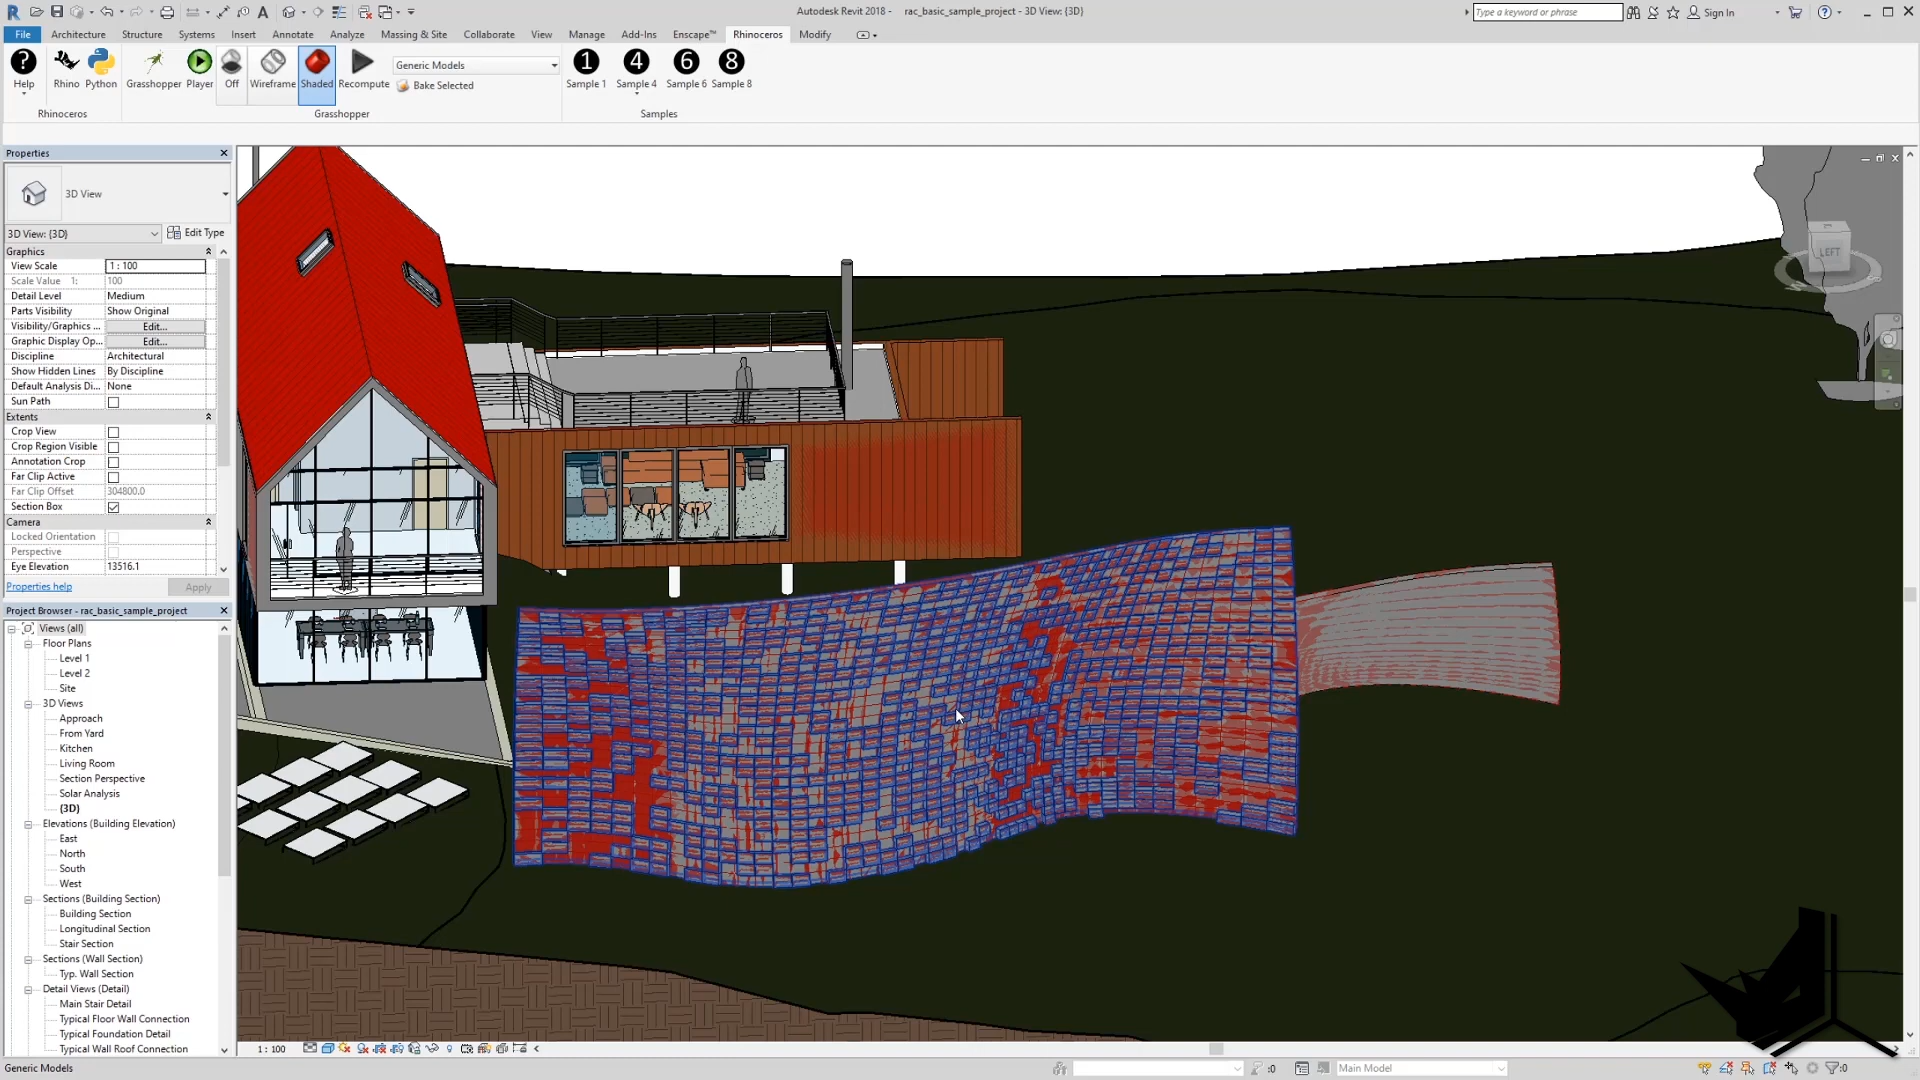 Autodesk Revit 2018 - rac_basic_sample_project - 3D View: {3D}
Type a keyword or phrase
Sign In
File Architecture Structure Systems Insert Annotate Analyze Massing & Site Collaborate View Manage Add-Ins Enscape™ Rhinoceros Modify
Help Rhino Python Grasshopper Player Off Wireframe Shaded Recompute
Generic Models
Bake Selected
1 4 6 8
Sample 1 Sample 4 Sample 6 Sample 8
Rhinoceros Grasshopper Samples
Properties
3D View
3D View: {3D} Edit Type
Graphics
View Scale 1 : 100
Scale Value 1: 100
Detail Level Medium
Parts Visibility Show Original
Visibility/Graphics ... Edit...
Graphic Display Op... Edit...
Discipline Architectural
Show Hidden Lines By Discipline
Default Analysis Di... None
Sun Path
Extents
Crop View
Crop Region Visible
Annotation Crop
Far Clip Active
Far Clip Offset 304800.0
Section Box
Camera
Locked Orientation
Perspective
Eye Elevation 13516.1
Properties help Apply
Project Browser - rac_basic_sample_project
Views (all)
Floor Plans
Level 1
Level 2
Site
3D Views
Approach
From Yard
Kitchen
Living Room
Section Perspective
Solar Analysis
{3D}
Elevations (Building Elevation)
East
North
South
West
Sections (Building Section)
Building Section
Longitudinal Section
Stair Section
Sections (Wall Section)
Typ. Wall Section
Detail Views (Detail)
Main Stair Detail
Typical Floor Wall Connection
Typical Foundation Detail
Typical Wall Roof Connection
LEFT
1 : 100
Generic Models
:0
Main Model
:0